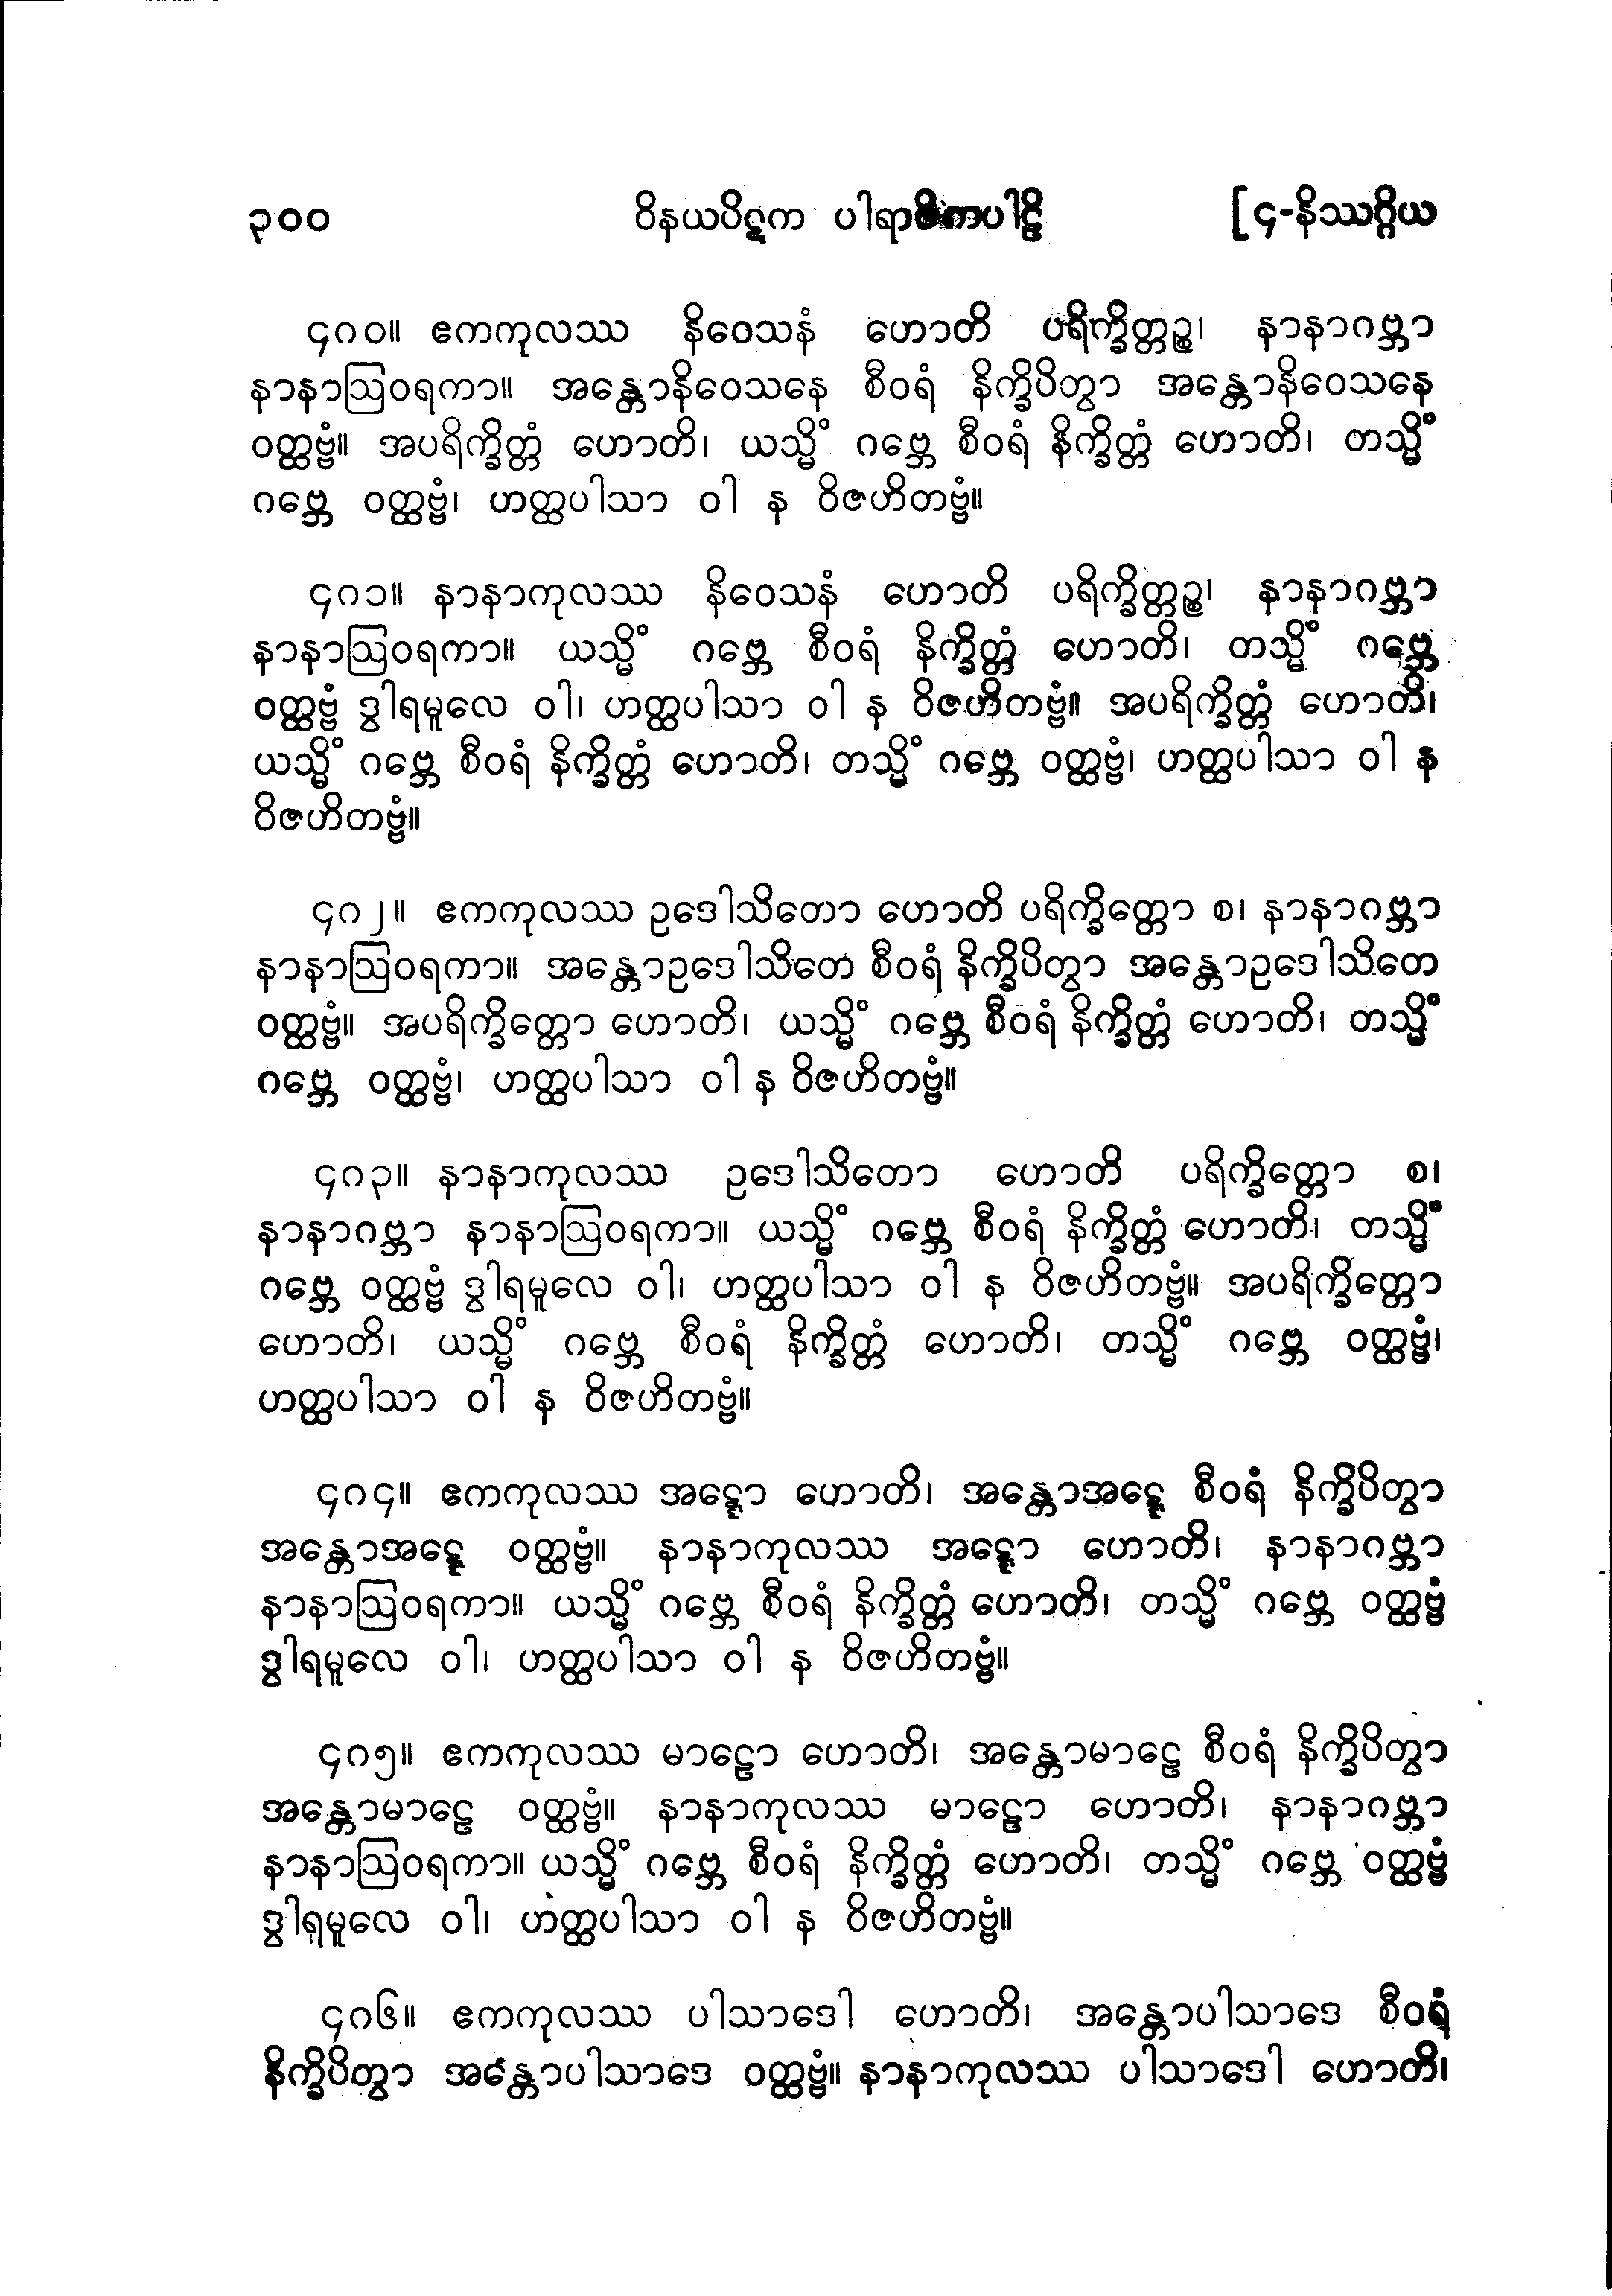 ၃၀၀ ဝိနယပိဋက ပါရာဇိကပါဠိ [၄-နိဿဂ္ဂိယ
၄၈၀။ ဧကကုလဿ နိဝေသနံ ဟောတိ ပရိက္ခိတ္တဉ္စ၊ နာနာဂဗ္ဘာ
နာနာဩဝရကာ။ အန္တောနိဝေသနေ စီဝရံ နိက္ခိပိတွာ အန္တောနိဝေသနေ
ဝတ္ထဗ္ဗံ။ အပရိက္ခိတ္တံ ဟောတိ၊ ယသ္မိံ ဂဗ္ဘေ စီဝရံ နိက္ခိတ္တံ ဟောတိ၊ တသ္မိံ
ဂဗ္ဘေ ဝတ္ထဗ္ဗံ၊ ဟတ္ထပါသာ ဝါ န ဝိဇဟိတဗ္ဗံ။
၄၈၁။ နာနာကုလဿ နိဝေသနံ ဟောတိ ပရိက္ခိတ္တဉ္စ၊ နာနာဂဗ္ဘာ
နာနာဩဝရကာ။ ယသ္မိံ ဂဗ္ဘေ စီဝရံ နိက္ခိတ္တံ ဟောတိ၊ တသ္မိံ ဂဗ္ဘေ
ဝတ္ထဗ္ဗံ ဒွါရမူလေ ဝါ၊ ဟတ္ထပါသာ ဝါ န ဝိဇဟိတဗ္ဗံ။ အပရိက္ခိတ္တံ ဟောတိ၊
ယသ္မိံ ဂဗ္ဘေ စီဝရံ နိက္ခိတ္တံ ဟောတိ၊ တသ္မိံ ဂဗ္ဘေ ဝတ္ထဗ္ဗံ၊ ဟတ္ထပါသာ ဝါ န
ဝိဇဟိတဗ္ဗံ။
၄၈၂။ ဧကကုလဿ ဥဒေါသိတော ဟောတိ ပရိက္ခိတ္တော စ၊ နာနာဂဗ္ဘာ
နာနာဩဝရကာ။ အန္တောဥဒေါသိတေ စီဝရံ နိက္ခိပိတွာ အန္တောဥဒေါသိတေ
ဝတ္ထဗ္ဗံ။ အပရိက္ခိတ္တော ဟောတိ၊ ယသ္မိံ ဂဗ္ဘေ စီဝရံ နိက္ခိတ္တံ ဟောတိ၊ တသ္မိံ
ဂဗ္ဘေ ဝတ္ထဗ္ဗံ၊ ဟတ္ထပါသာ ဝါ န ဝိဇဟိတဗ္ဗံ။
၄၈၃။ နာနာကုလဿ ဥဒေါသိတော ဟောတိ ပရိက္ခိတ္တော စ၊
နာနာဂဗ္ဘာ နာနာဩဝရကာ။ ယသ္မိံ ဂဗ္ဘေ စီဝရံ နိက္ခိတ္တံ ဟောတိ၊ တသ္မိံ
ဂဗ္ဘေ ဝတ္ထဗ္ဗံ ဒွါရမူလေ ဝါ၊ ဟတ္ထပါသာ ဝါ န ဝိဇဟိတဗ္ဗံ။ အပရိက္ခိတ္တော
ဟောတိ၊ ယသ္မိံ ဂဗ္ဘေ စီဝရံ နိက္ခိတ္တံ ဟောတိ၊ တသ္မိံ ဂဗ္ဘေ ဝတ္ထဗ္ဗံ၊
ဟတ္ထပါသာ ဝါ န ဝိဇဟိတဗ္ဗံ။
၄၈၄။ ဧကကုလဿ အဋ္ဋော ဟောတိ၊ အန္တောအဋ္ဋေ စီဝရံ နိက္ခိပိတွာ
အန္တောအဋ္ဋေ ဝတ္ထဗ္ဗံ။ နာနာကုလဿ အဋ္ဋော ဟောတိ၊ နာနာဂဗ္ဘာ
နာနာဩဝရကာ။ ယသ္မိံ ဂဗ္ဘေ စီဝရံ နိက္ခိတ္တံ ဟောတိ၊ တသ္မိံ ဂဗ္ဘေ ဝတ္ထဗ္ဗံ
ဒွါရမူလေ ဝါ၊ ဟတ္ထပါသာ ဝါ န ဝိဇဟိတဗ္ဗံ။
၄၈၅။ ဧကကုလဿ မာဠော ဟောတိ၊ အန္တောမာဠေ စီဝရံ နိက္ခိပိတွာ
အန္တောမာဠေ ဝတ္ထဗ္ဗံ။ နာနာကုလဿ မာဠော ဟောတိ၊ နာနာဂဗ္ဘာ
နာနာဩဝရကာ။ ယသ္မိံ ဂဗ္ဘေ စီဝရံ နိက္ခိတ္တံ ဟောတိ၊ တသ္မိံ ဂဗ္ဘေ ဝတ္ထဗ္ဗံ
ဒွါရမူလေ ဝါ၊ ဟတ္ထပါသာ ဝါ န ဝိဇဟိတဗ္ဗံ။
၄၈၆။ ဧကကုလဿ ပါသာဒေါ ဟောတိ၊ အန္တောပါသာဒေ စီဝရံ
နိက္ခိပိတွာ အန္တောပါသာဒေ ဝတ္ထဗ္ဗံ။ နာနာကုလဿ ပါသာဒေါ ဟောတိ၊